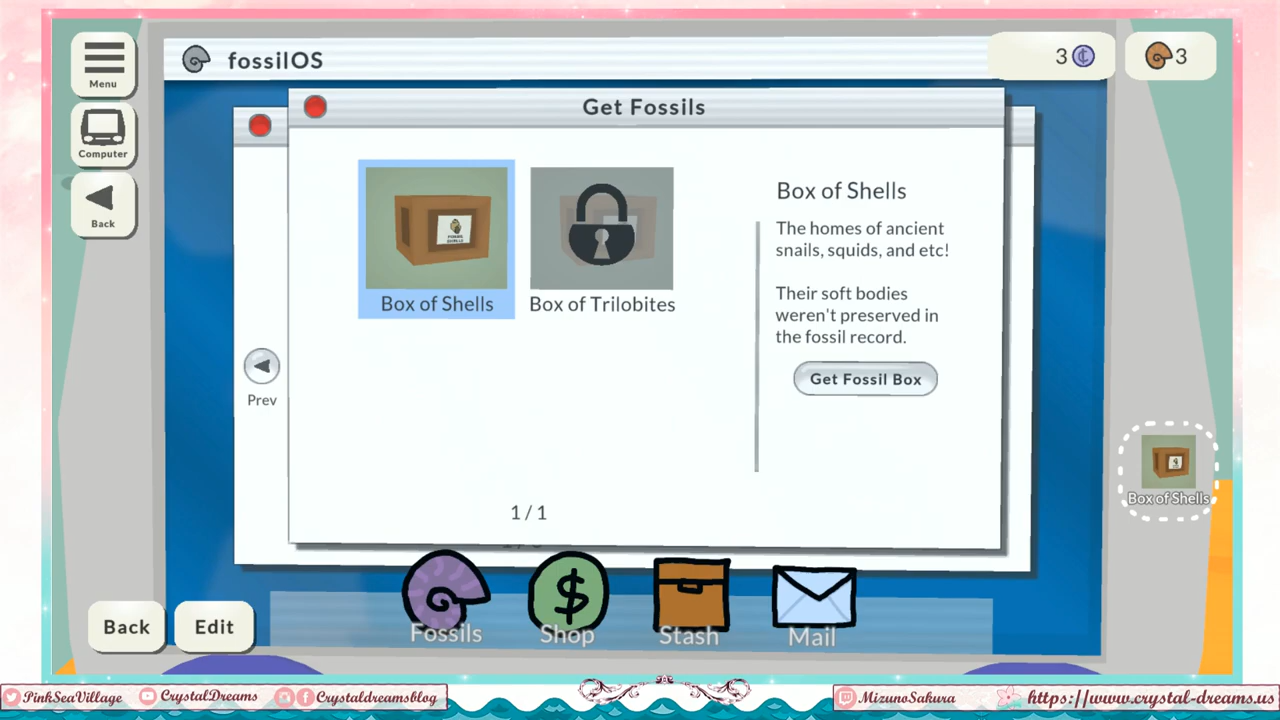 Menu
Computer
Back
fossilOS
3
3
Get Fossils
Box of Shells
Box of Trilobites
Box of Shells
The homes of ancient
snails, squids, and etc!
Their soft bodies
weren't preserved in
the fossil record.
Get Fossil Box
Prev
1 / 1
Box of Shells
Back
Edit
Fossils
Shop
Stash
Mail
PinkSeaVillage
CrystalDreams
Crystaldreamsblog
MizunoSakura
https://www.crystal-dreams.us